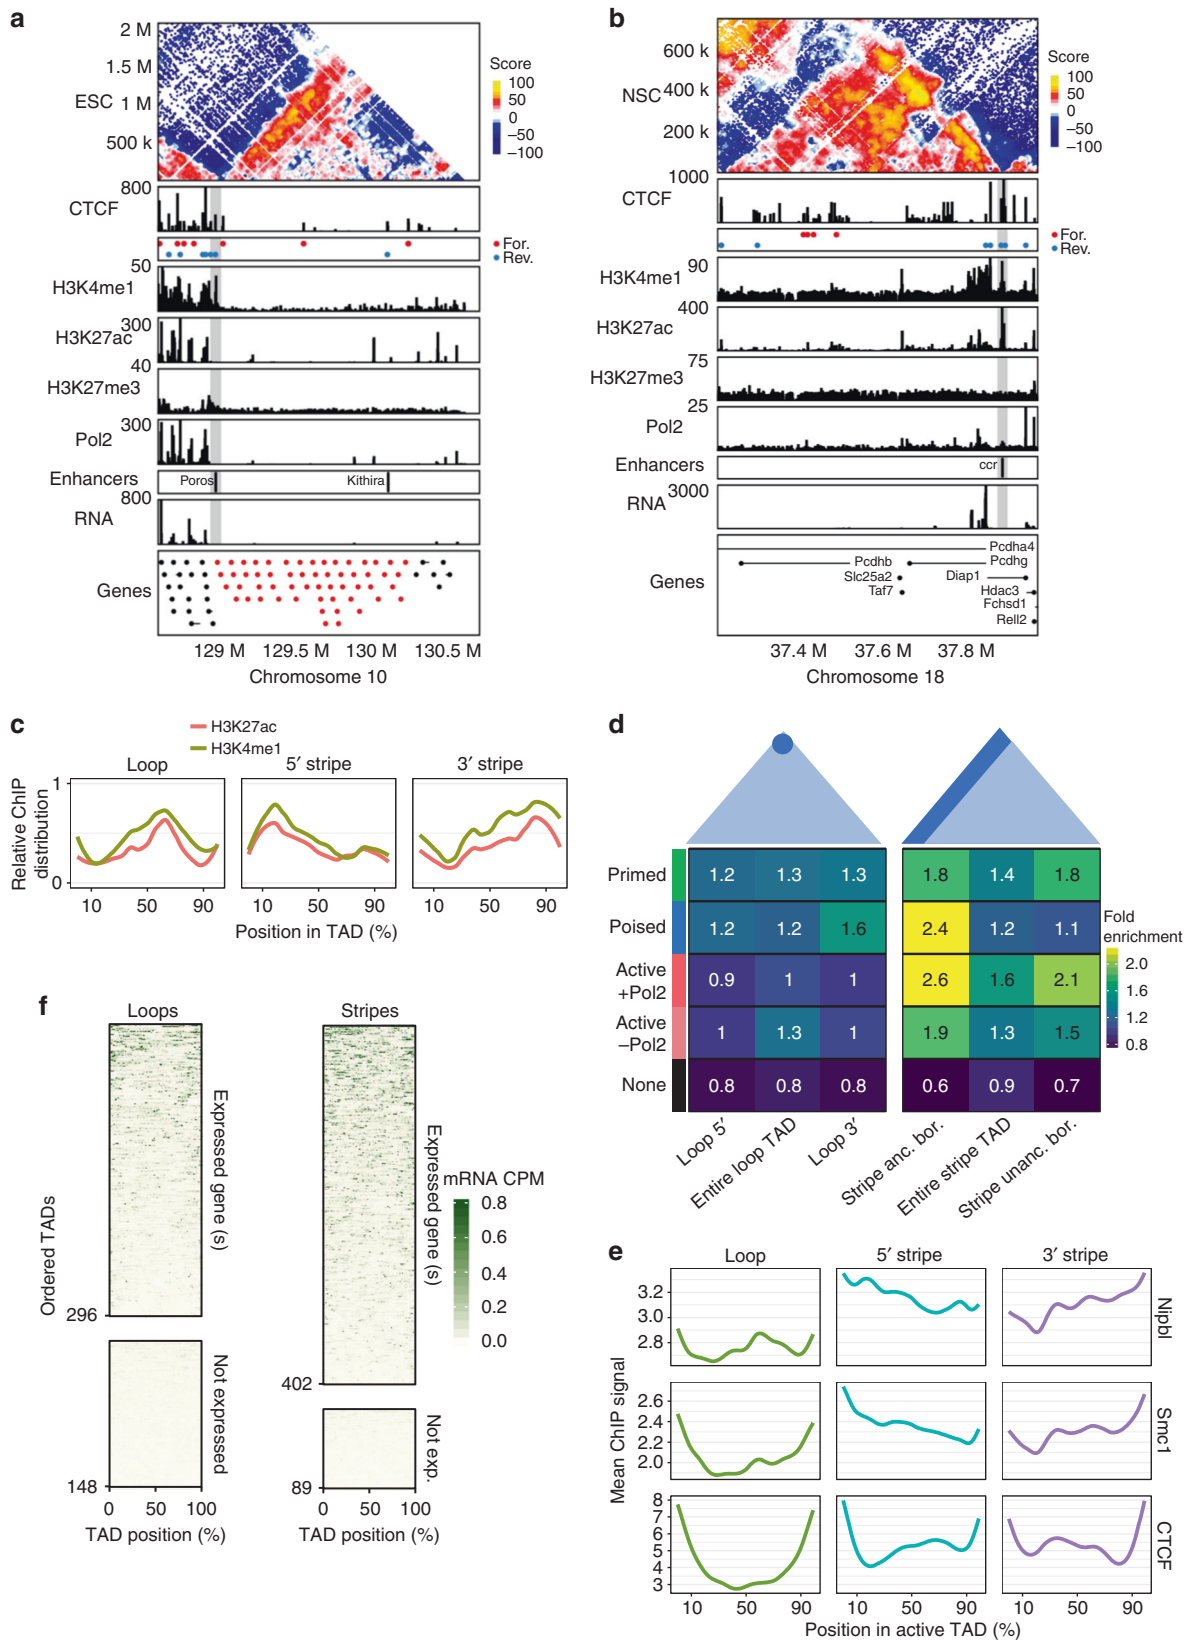 a
2 M
1.5 M
ESC 1 M
500 k
Score
100
50
0
−50
−100
800
CTCF
For.
Rev.
50
H3K4me1
300
H3K27ac
40
H3K27me3
300
Pol2
Enhancers
Poros
Kithira
800
RNA
Genes
129 M 129.5 M 130 M 130.5 M
Chromosome 10
b
600 k
NSC 400 k
200 k
Score
100
50
0
−50
−100
1000
CTCF
For.
Rev.
90
H3K4me1
400
H3K27ac
75
H3K27me3
25
Pol2
Enhancers
ccr
3000
RNA
Genes
Pcdha4
Pcdhb Pcdhg
Slc25a2 Diap1
Taf7 Hdac3
Fchsd1
Rell2
37.4 M 37.6 M 37.8 M
Chromosome 18
c
H3K27ac
H3K4me1
Loop 5′ stripe 3′ stripe
Relative ChIP
distribution
1
0
10 50 90 10 50 90 10 50 90
Position in TAD (%)
d
Primed 1.2 1.3 1.3 1.8 1.4 1.8
Poised 1.2 1.2 1.6 2.4 1.2 1.1
Active
+Pol2
0.9 1 1 2.6 1.6 2.1
Active
−Pol2
1 1.3 1 1.9 1.3 1.5
None 0.8 0.8 0.8 0.6 0.9 0.7
Loop 5′
Entire loop TAD
Loop 3′
Stripe anc. bor.
Entire stripe TAD
Stripe unanc. bor.
Fold
enrichment
2.0
1.6
1.2
0.8
f
Loops Stripes
Ordered TADs
Expressed gene (s)
Expressed gene (s)
296
402
Not expressed
Not exp.
148
89
0 50 100 0 50 100
TAD position (%) TAD position (%)
mRNA CPM
0.8
0.6
0.4
0.2
0.0
e
Loop 5′ stripe 3′ stripe
Mean ChIP signal
3.2
3.0
2.8
Nipbl
2.6
2.4
2.2
2.0
Smc1
8
7
6
5
4
3
CTCF
10 50 90 10 50 90 10 50 90
Position in active TAD (%)